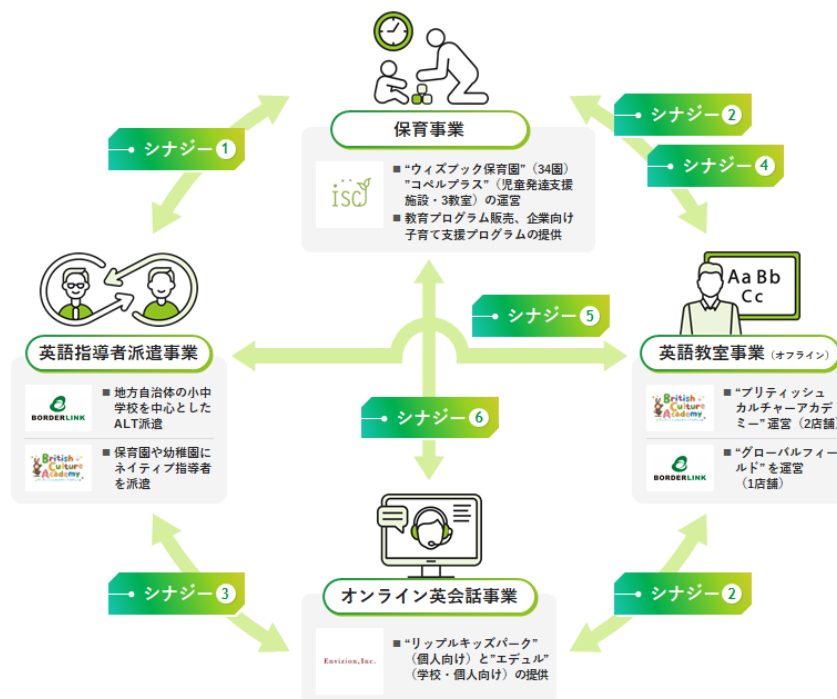 シナジー①
シナジー②
シナジー④
保育事業
isc
■ “ウィズブック保育園”（34園）
”コペルプラス”（児童発達支援
施設・3教室）の運営
■ 教育プログラム販売、企業向け
子育て支援プログラムの提供
Aa Bb
Cc
シナジー⑤
英語指導者派遣事業
BORDERLINK
■ 地方自治体の小中
学校を中心とした
ALT派遣
British
Culture
Academy
■ 保育園や幼稚園に
ネイティブ指導者
を派遣
英語教室事業（オフライン）
British
Culture
Academy
■ “ブリティッシュ
カルチャーアカデ
ミー” 運営（2店舗）
BORDERLINK
■ “グローバルフィー
ルド” を運営
（1店舗）
シナジー⑥
シナジー③
シナジー②
オンライン英会話事業
Envizion,Inc.
■ “リップルキッズパーク”
（個人向け）と”エデュル”
（学校・個人向け）の提供